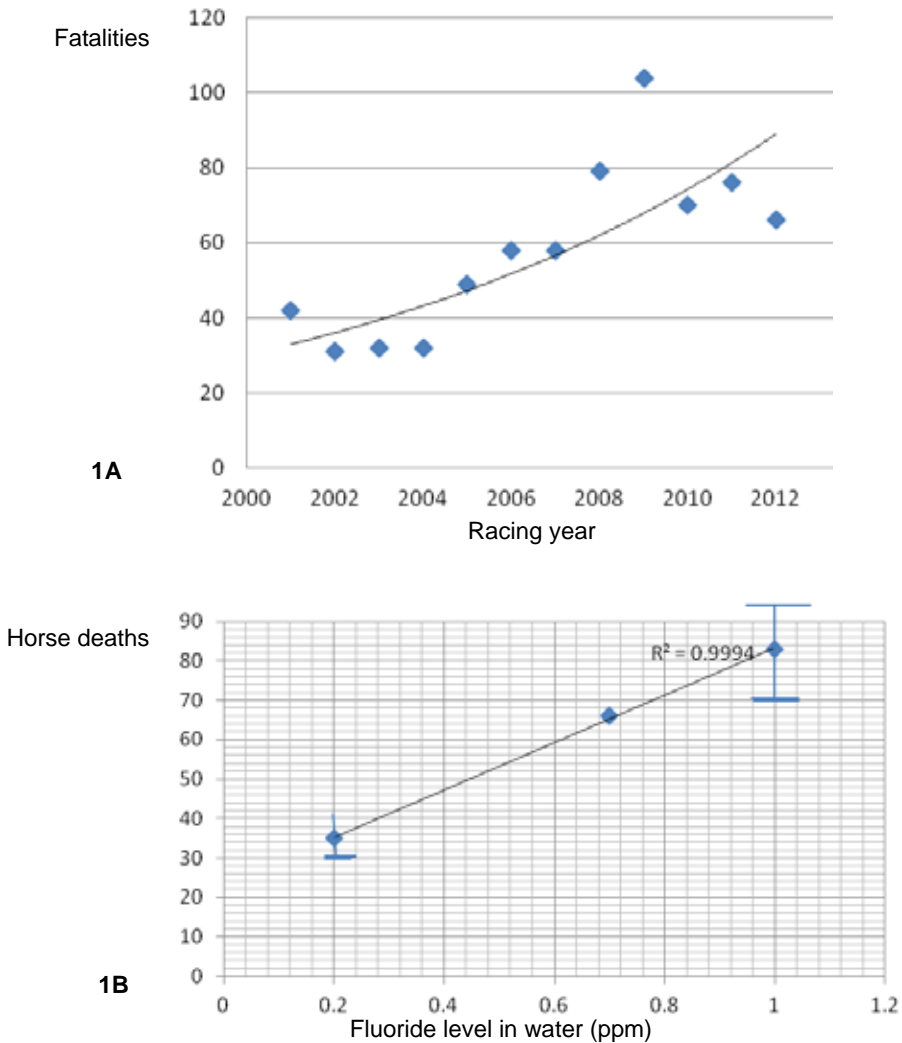 Fatalities
120
100
80
60
40
20
0
1A
2000 2002 2004 2006 2008 2010 2012
Racing year
Horse deaths
90
80
70
60
50
40
30
20
10
0
R² = 0.9994
1B
0 0.2 0.4 0.6 0.8 1 1.2
Fluoride level in water (ppm)